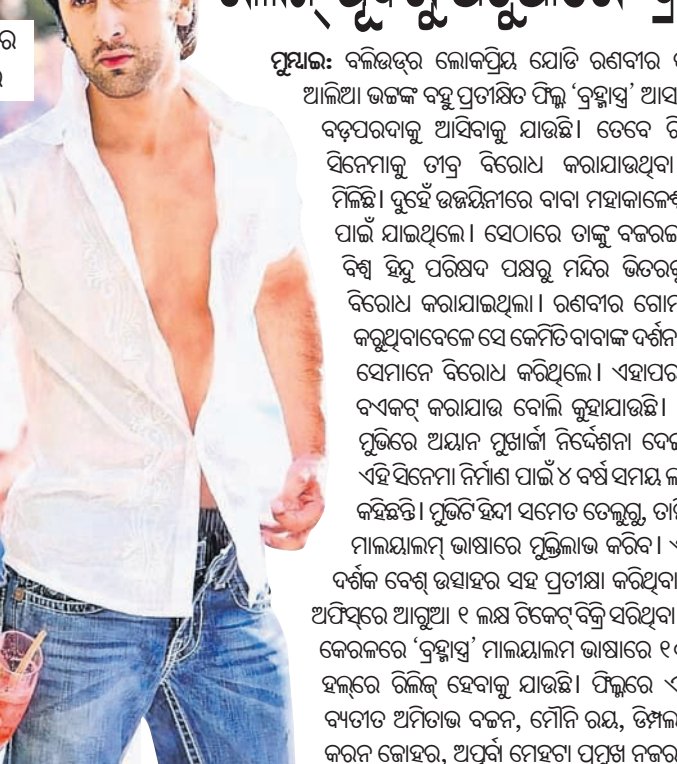 ର
ମୁମ୍ବାଇ: ବଲିଉଡ୍‌ର ଲୋକପ୍ରିୟ ଯୋଡି ରଣବୀର
ଆଲିଆ ଭଟ୍ଟଙ୍କ ବହୁ ପ୍ରତୀକ୍ଷିତ ଫିଲ୍ମ ‘ବ୍ରହ୍ମାସ୍ତ୍ର’ ଆସ
ବଡ଼ପରଦାକୁ ଆସିବାକୁ ଯାଉଛି। ତେବେ
ସିନେମାକୁ ତୀବ୍ର ବିରୋଧ କରାଯାଉଥିବା
ମିଳିଛି। ଦୁହେଁ ଉଜ୍ଜୟିନୀରେ ବାବା ମହାକାଳେଶ୍
ପାଇଁ ଯାଇଥିଲେ। ସେଠାରେ ତାଙ୍କୁ ବଜରଙ୍ଗ
ବିଶ୍ୱ ହିନ୍ଦୁ ପରିଷଦ ପକ୍ଷରୁ ମନ୍ଦିର ଭିତରକୁ
ବିରୋଧ କରାଯାଇଥିଲା। ରଣବୀର ଗୋମ
କରୁଥିବାବେଳେ ସେ କେମିତି ବାବାଙ୍କ ଦର୍ଶନ
ସେମାନେ ବିରୋଧ କରିଥିଲେ। ଏହାପର
ବଏକଟ୍ କରାଯାଉ ବୋଲି କୁହାଯାଉଛି।
ମୁଭିରେ ଅୟାନ ମୁଖାର୍ଜୀ ନିର୍ଦ୍ଦେଶନା ଦେଇ
ଏହି ସିନେମା ନିର୍ମାଣ ପାଇଁ ୪ ବର୍ଷ ସମୟ ଲ
କହିଛନ୍ତି। ମୁଭିଟି ହିନ୍ଦୀ ସମେତ ତେଲୁଗୁ, ତାମି
ମାଲୟାଲମ୍ ଭାଷାରେ ମୁକ୍ତିଲାଭ କରିବ। ଏ
ଦର୍ଶକ ବେଶ୍ ଉତ୍ସାହର ସହ ପ୍ରତୀକ୍ଷା କରିଥିବା
ଅଫିସ୍‌ରେ ଆଗୁଆ ୧ ଲକ୍ଷ ଟିକେଟ୍ ବିକ୍ରି ସରିଥିବା
କେରଳରେ ‘ବ୍ରହ୍ମାସ୍ତ୍ର’ ମାଲୟାଲମ ଭାଷାରେ
ହଲ୍‌ରେ ରିଲିଜ୍ ହେବାକୁ ଯାଉଛି। ଫିଲ୍ମରେ ଏ
ବ୍ୟତୀତ ଅମିତାଭ ବଚ୍ଚନ, ମୌନି ରୟ, ଡିମ୍ପଲ
କରନ ଜୋହର, ଅପୂର୍ବା ମେହଟା ପ୍ରମୁଖ ନଜର